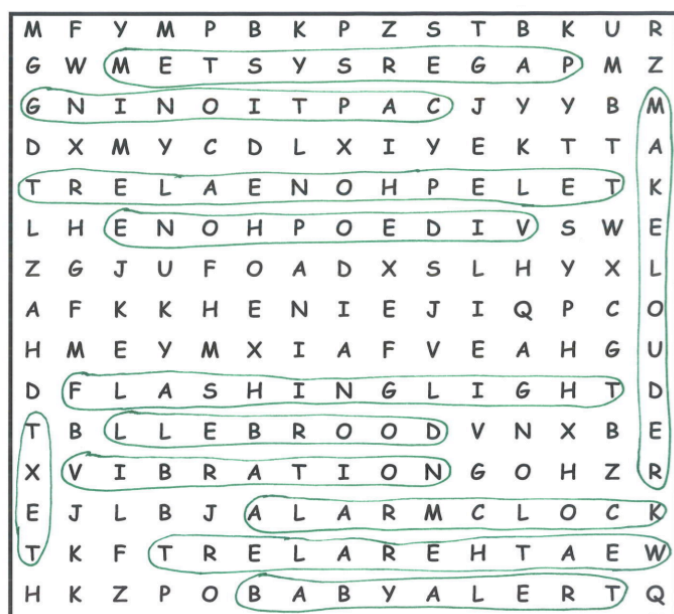 M F Y M P B K P Z S T B K U R
G W M E T S Y S R E G A P M Z
G N I N O I T P A C J Y Y B M
D X M Y C D L X I Y E K T T A
T R E L A E N O H P E L E T K
L H E N O H P O E D I V S W E
Z G J U F O A D X S L H Y X L
A F K K H E N I E J I Q P C O
H M E Y M X I A F V E A H G U
D F L A S H I N G L I G H T D
T B L L E B R O O D V N X B E
X V I B R A T I O N G O H Z R
E J L B J A L A R M C L O C K
T K F T R E L A R E H T A E W
H K Z P O B A B Y A L E R T Q